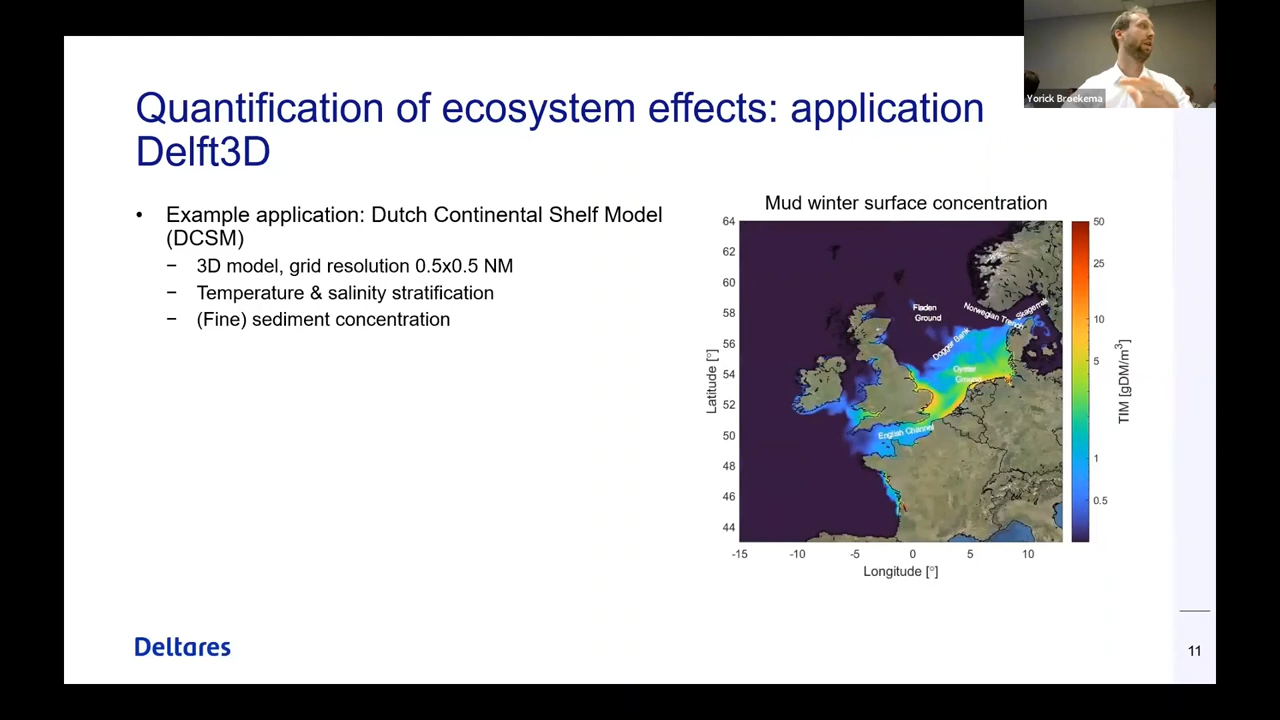 Yorick Broekema
Quantification of ecosystem effects: application
Delft3D
• Example application: Dutch Continental Shelf Model
(DCSM)
− 3D model, grid resolution 0.5x0.5 NM
− Temperature & salinity stratification
− (Fine) sediment concentration
Mud winter surface concentration
64
62
60
58
56
54
52
50
48
46
44
Latitude [°]
-15 -10 -5 0 5 10
Longitude [°]
Fladen
Ground
Norwegian Trench
Skagerrak
Dogger Bank
Oyster
Ground
English Channel
50
25
10
5
1
0.5
TIM [gDM/m³]
Deltares
11